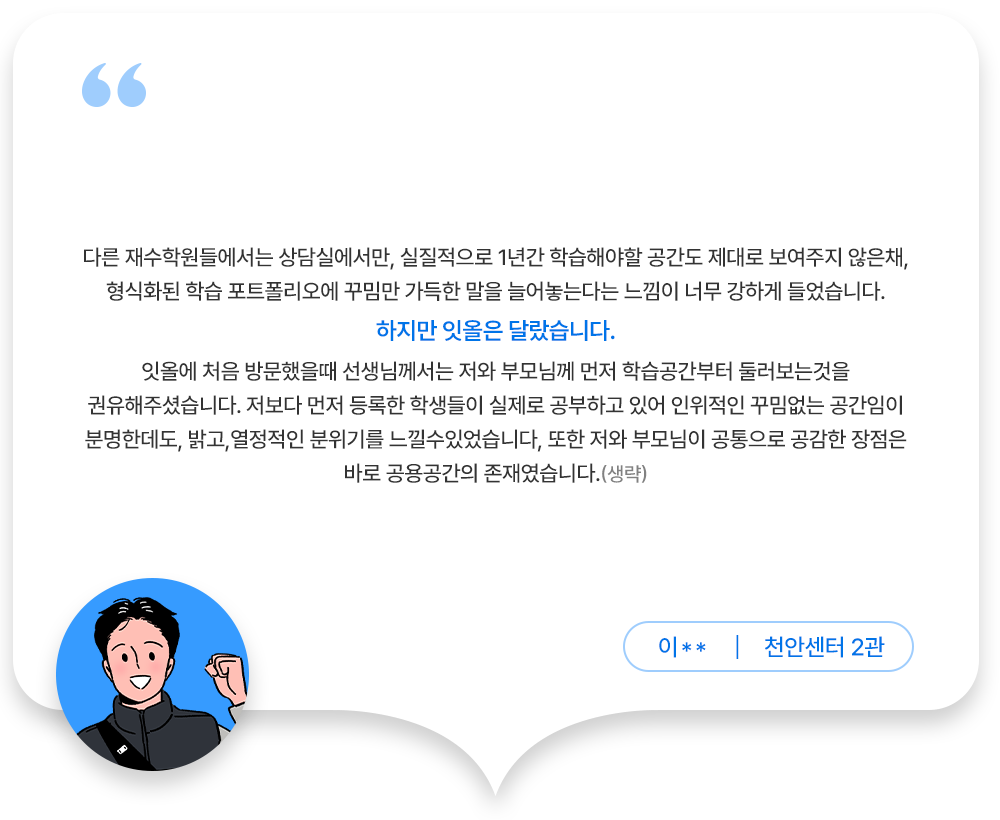 다른 재수학원들에서는 상담실에서만, 실질적으로 1년간 학습해야할 공간도 제대로 보여주지 않은채,
형식화된 학습 포트폴리오에 꾸밈만 가득한 말을 늘어놓는다는 느낌이 너무 강하게 들었습니다.
하지만 잇올은 달랐습니다.
잇올에 처음 방문했을때 선생님께서는 저와 부모님께 먼저 학습공간부터 둘러보는것을
권유해주셨습니다. 저보다 먼저 등록한 학생들이 실제로 공부하고 있어 인위적인 꾸밈없는 공간임이
분명한데도, 밝고,열정적인 분위기를 느낄수있었습니다, 또한 저와 부모님이 공통으로 공감한 장점은
바로 공용공간의 존재였습니다.(생략)
이** | 천안센터 2관